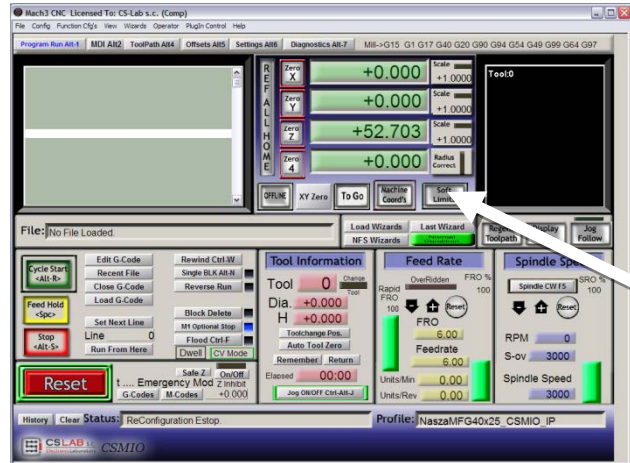 Mach3 CNC Licensed To: CS-Lab s.c. (Comp)
File Config Function Cfg's View Wizards Operator PlugIn Control Help
Program Run Alt-1 MDI Alt2 ToolPath Alt4 Offsets Alt5 Settings Alt6 Diagnostics Alt-7 Mill->G15 G1 G17 G40 G20 G90 G94 G54 G49 G99 G64 G97
REF ALL HOME
Zero X +0.000 Scale +1.0000
Zero Y +0.000 Scale +1.0000
Zero Z +52.703 Scale +1.0000
Zero 4 +0.000 Radius Correct
OFFLINE XY Zero To Go Machine Coord's Soft Limits
Tool:0
File: No File Loaded.
Load Wizards Last Wizard
NFS Wizards
Regen Toolpath Display Jog Follow
Cycle Start <Alt-R>
Feed Hold <Spc>
Stop <Alt-S>
Edit G-Code Rewind Ctrl-W
Recent File Single BLK Alt-N
Close G-Code Reverse Run
Load G-Code
Block Delete
Set Next Line M1 Optional Stop
Line 0 Flood Ctrl-F
Run From Here Dwell CV Mode
Reset
t .... Emergency Mod
Safe Z On/Off
Z Inhibit
G-Codes M-Codes +0.000
Tool Information
Tool 0 Change Tool
Dia. +0.000
H +0.000
Toolchange Pos.
Auto Tool Zero
Remember Return
Elapsed 00:00
Jog ON/OFF Ctrl-Alt-J
Feed Rate
OverRidden FRO %
Rapid FRO 100
100 Reset
FRO
6.00
Feedrate
6.00
Units/Min 0.00
Units/Rev 0.00
Spindle Speed
Spindle CW F5 SRO %
100
Reset
RPM 0
S-ov 3000
Spindle Speed
3000
History Clear Status: ReConfiguration Estop. Profile: NaszaMFG40x25_CSMIO_IP
CSLAB s.c. CSMIO